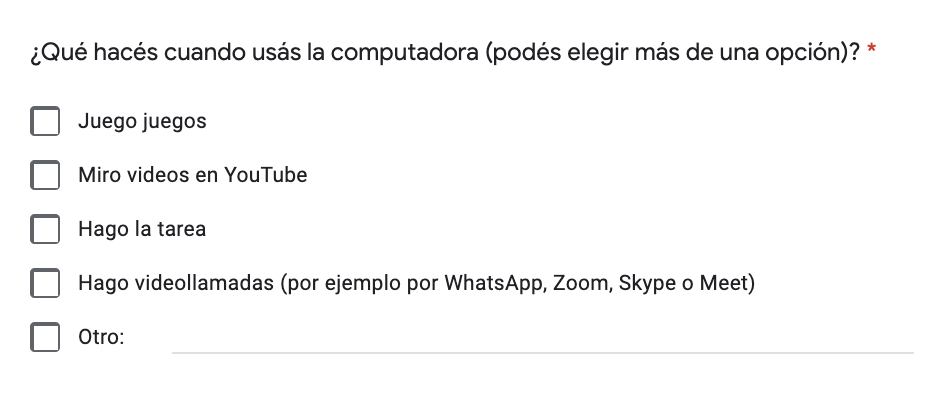 ¿Qué hacés cuando usás la computadora (podés elegir más de una opción)? *
Juego juegos
Miro videos en YouTube
Hago la tarea
Hago videollamadas (por ejemplo por WhatsApp, Zoom, Skype o Meet)
Otro: